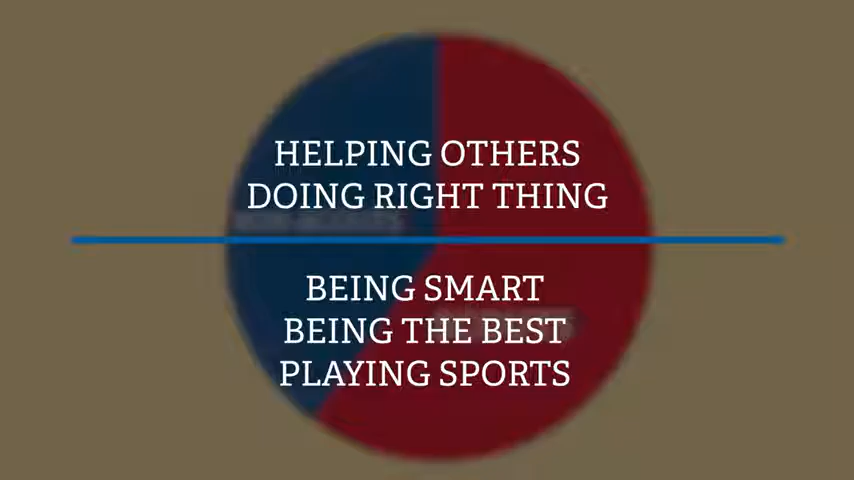 HELPING OTHERS
DOING RIGHT THING
BEING SMART
BEING THE BEST
PLAYING SPORTS